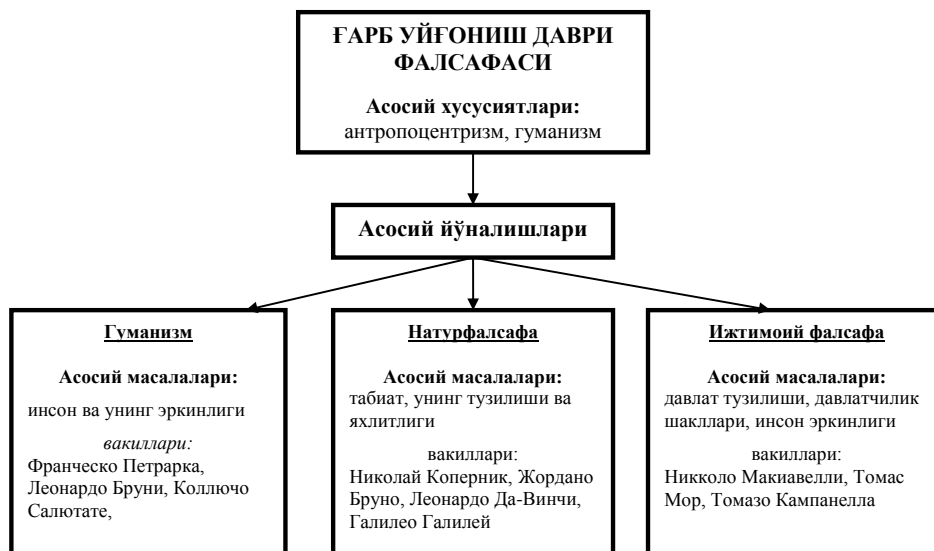 ҒАРБ УЙҒОНИШ ДАВРИ
ФАЛСАФАСИ
Асосий хусусиятлари:
антропоцентризм, гуманизм
Асосий йўналишлари
Гуманизм
Асосий масалалари:
инсон ва унинг эркинлиги
вакиллари:
Франческо Петрарка,
Леонардо Бруни, Коллючо
Салютате,
Натурфалсафа
Асосий масалалари:
табиат, унинг тузилиши ва
яхлитлиги
вакиллари:
Николай Коперник, Жордано
Бруно, Леонардо Да-Винчи,
Галилео Галилей
Ижтимоий фалсафа
Асосий масалалари:
давлат тузилиши, давлатчилик
шакллари, инсон эркинлиги
вакиллари:
Никколо Макиавелли, Томас
Мор, Томазо Кампанелла